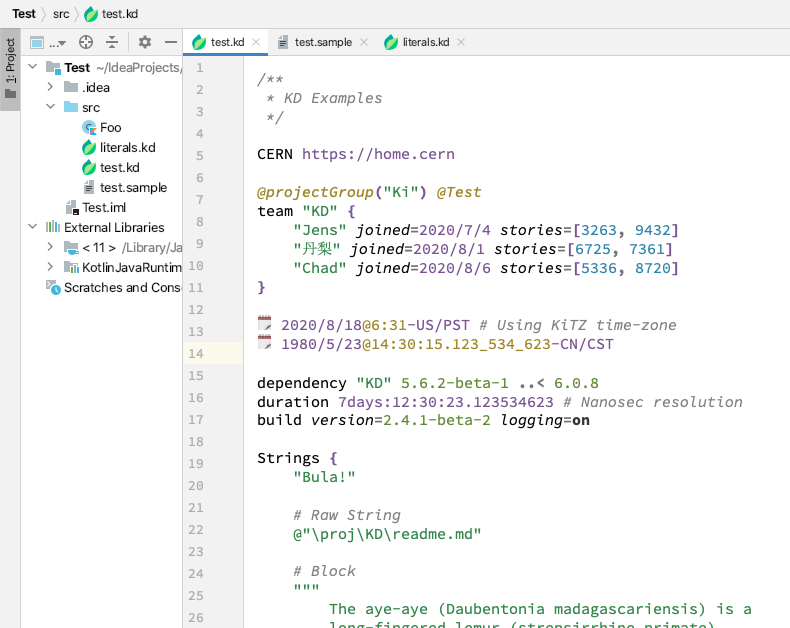 Test src test.kd
...
test.kd test.sample literals.kd
1: Project
Test ~/IdeaProjects/
.idea
src
Foo
literals.kd
test.kd
test.sample
Test.iml
External Libraries
< 11 > /Library/Ja
KotlinJavaRuntim
Scratches and Cons
1
2 /**
3 * KD Examples
4 */
5 CERN https://home.cern
6
7 @projectGroup("Ki") @Test
8 team "KD" {
9 "Jens" joined=2020/7/4 stories=[3263, 9432]
10 "丹梨" joined=2020/8/1 stories=[6725, 7361]
11 "Chad" joined=2020/8/6 stories=[5336, 8720]
12 }
13 2020/8/18@6:31-US/PST # Using KiTZ time-zone
14 1980/5/23@14:30:15.123_534_623-CN/CST
15
16 dependency "KD" 5.6.2-beta-1 ..< 6.0.8
17 duration 7days:12:30:23.123534623 # Nanosec resolution
18 build version=2.4.1-beta-2 logging=on
19 Strings {
20 "Bula!"
21
22 # Raw String
23 @"\proj\KD\readme.md"
24 # Block
25 """
26 The aye-aye (Daubentonia madagascariensis) is a
long-fingered lemur (strepsirrhine primate)